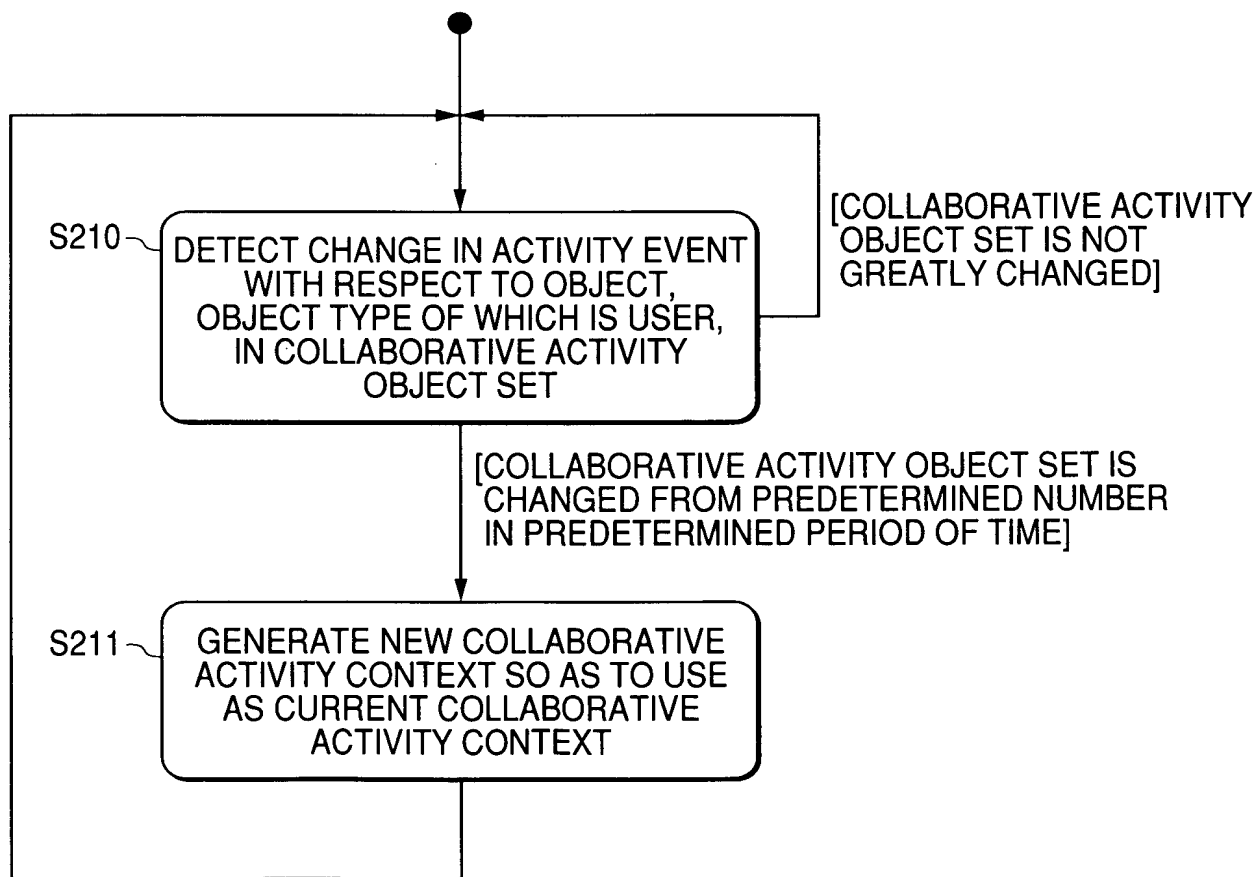 [COLLABORATIVE ACTIVITY
OBJECT SET IS NOT
GREATLY CHANGED]
S210
DETECT CHANGE IN ACTIVITY EVENT
WITH RESPECT TO OBJECT,
OBJECT TYPE OF WHICH IS USER,
IN COLLABORATIVE ACTIVITY
OBJECT SET
[COLLABORATIVE ACTIVITY OBJECT SET IS
CHANGED FROM PREDETERMINED NUMBER
IN PREDETERMINED PERIOD OF TIME]
S211
GENERATE NEW COLLABORATIVE
ACTIVITY CONTEXT SO AS TO USE
AS CURRENT COLLABORATIVE
ACTIVITY CONTEXT